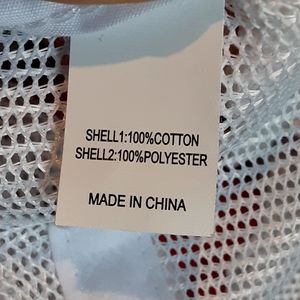 SHELL1:100%COTTON
SHELL2:100%POLYESTER
MADE IN CHINA